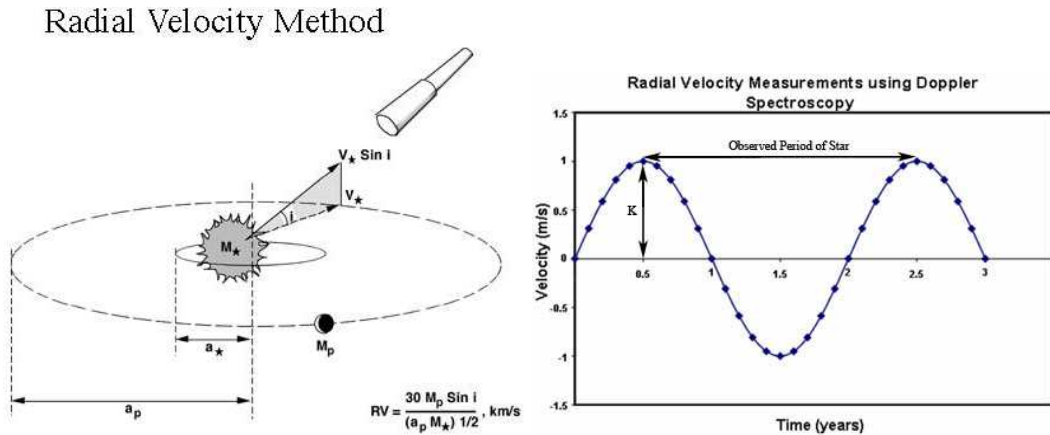 Radial Velocity Method
V★ Sin i
V★
i
M★
a★
Mp
ap
RV = 30 Mp Sin i / (ap M★) 1/2 , km/s
Radial Velocity Measurements using Doppler
Spectroscopy
Observed Period of Star
K
Velocity (m/s)
1.5
1
0.5
0
-0.5
-1
-1.5
0.5
1
1.5
2
2.5
3
Time (years)